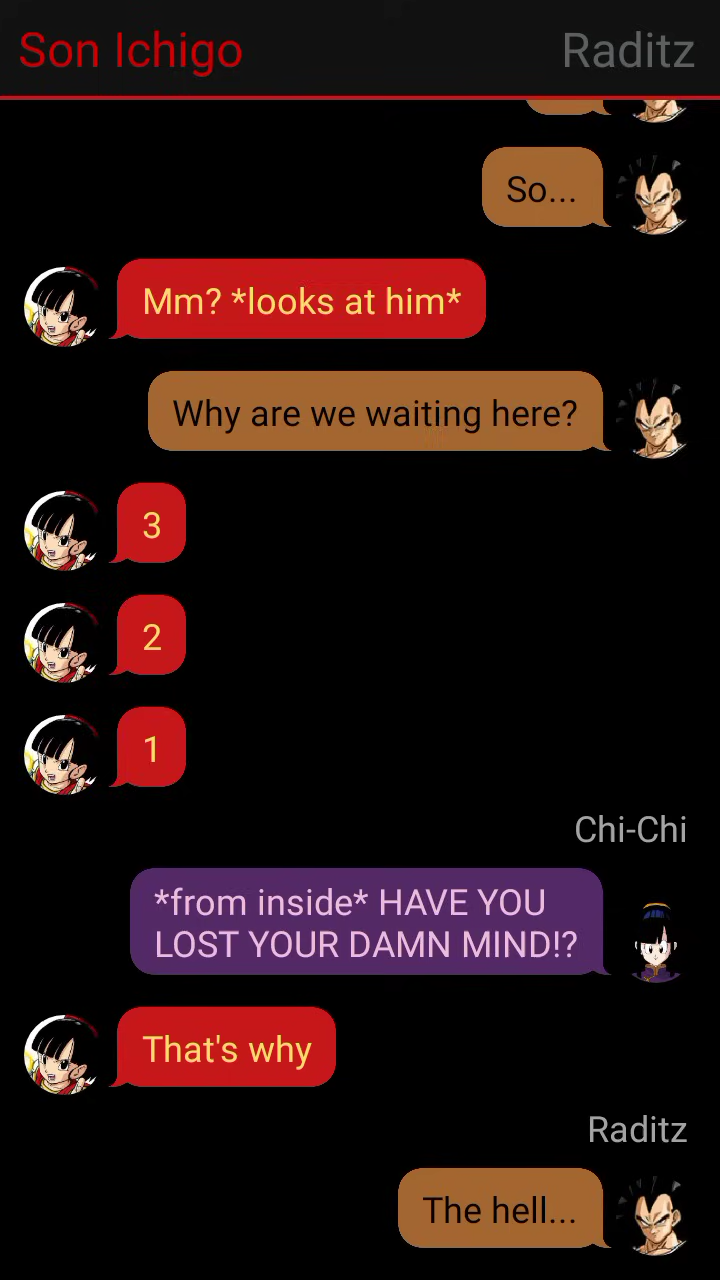 Son Ichigo
Raditz
So...
Mm? *looks at him*
Why are we waiting here?
3
2
1
Chi-Chi
*from inside* HAVE YOU
LOST YOUR DAMN MIND!?
That's why
Raditz
The hell...